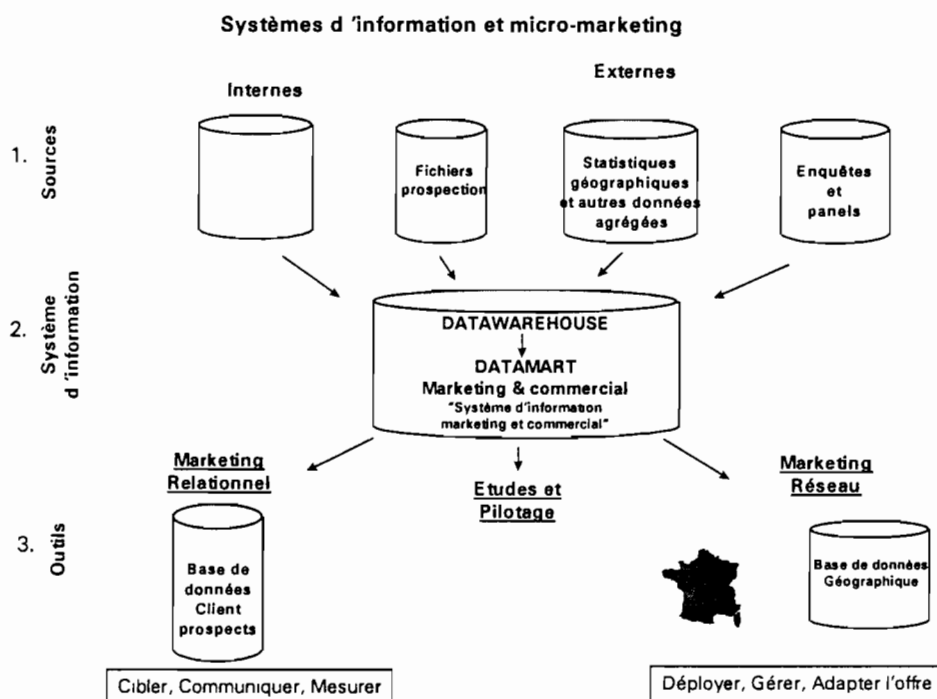 Systèmes d 'information et micro-marketing
Externes
Internes
1.
Sources
Fichiers
prospection
Statistiques
géographiques
et autres données
agrégées
Enquêtes
et
panels
2.
Système
d 'information
DATAWAREHOUSE
DATAMART
Marketing & commercial
"Système d'information
marketing et commercial"
Marketing
Relationnel
Etudes et
Pilotage
Marketing
Réseau
3.
Outils
Base de
données
Client
prospects
Base de données
Géographique
Cibler, Communiquer, Mesurer
Déployer, Gérer, Adapter l'offre